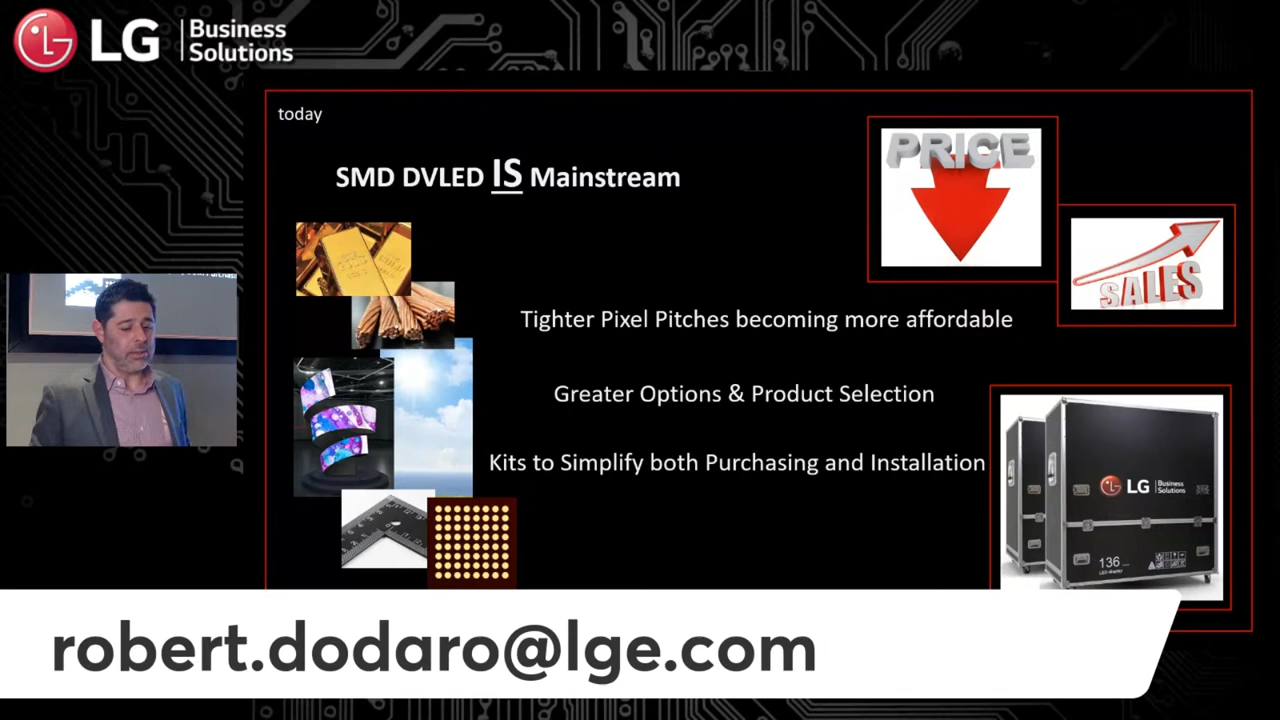 LG Business Solutions
today
SMD DVLED IS Mainstream
PRICE
SALES
Tighter Pixel Pitches becoming more affordable
Greater Options & Product Selection
Kits to Simplify both Purchasing and Installation
LG Business Solutions
136
robert.dodaro@lge.com